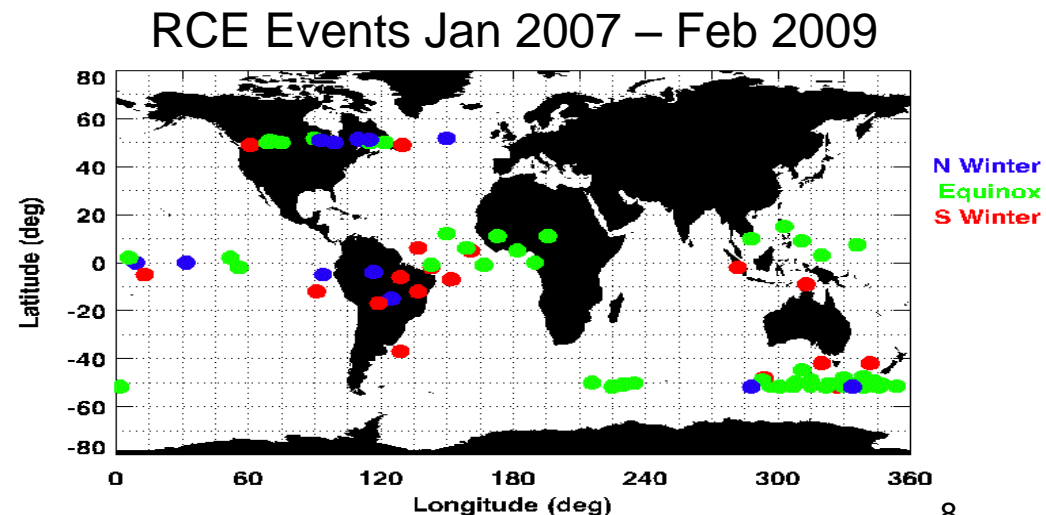 RCE Events Jan 2007 – Feb 2009
80
60
40
20
0
-20
-40
-60
-80
Latitude (deg)
N Winter
Equinox
S Winter
0 60 120 180 240 300 360
Longitude (deg)
8